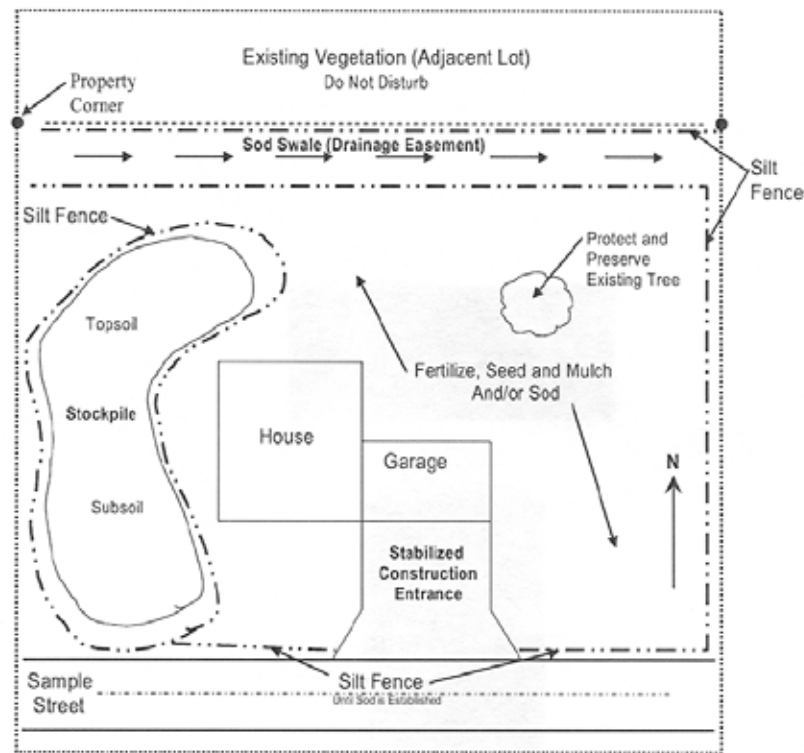 Existing Vegetation (Adjacent Lot)
Do Not Disturb
Property
Corner
Sod Swale (Drainage Easement)
Silt
Fence
Silt Fence
Protect and
Preserve
Existing Tree
Topsoil
Fertilize, Seed and Mulch
And/or Sod
Stockpile
House
Garage
N
Subsoil
Stabilized
Construction
Entrance
Sample
Street
Silt Fence
Until Sod is Established